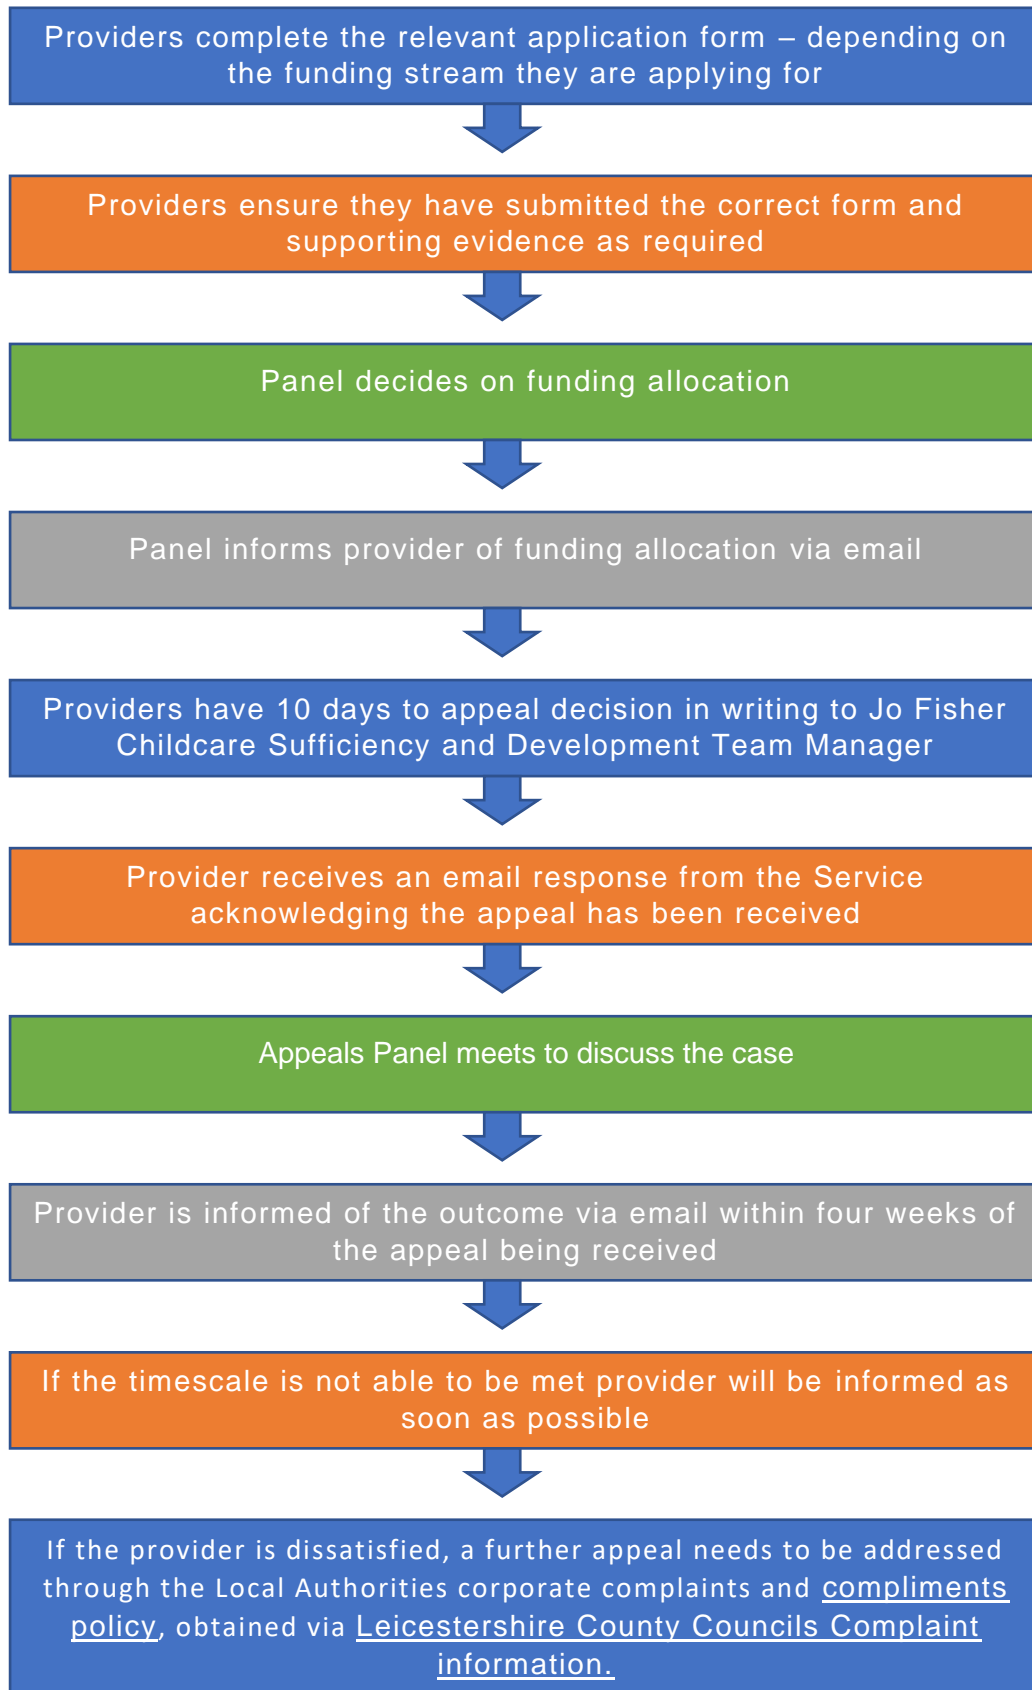 Providers complete the relevant application form – depending on
the funding stream they are applying for
Providers ensure they have submitted the correct form and
supporting evidence as required
Panel decides on funding allocation
Panel informs provider of funding allocation via email
Providers have 10 days to appeal decision in writing to Jo Fisher
Childcare Sufficiency and Development Team Manager
Provider receives an email response from the Service
acknowledging the appeal has been received
Appeals Panel meets to discuss the case
Provider is informed of the outcome via email within four weeks of
the appeal being received
If the timescale is not able to be met provider will be informed as
soon as possible
If the provider is dissatisfied, a further appeal needs to be addressed
through the Local Authorities corporate complaints and compliments
policy, obtained via Leicestershire County Councils Complaint
information.